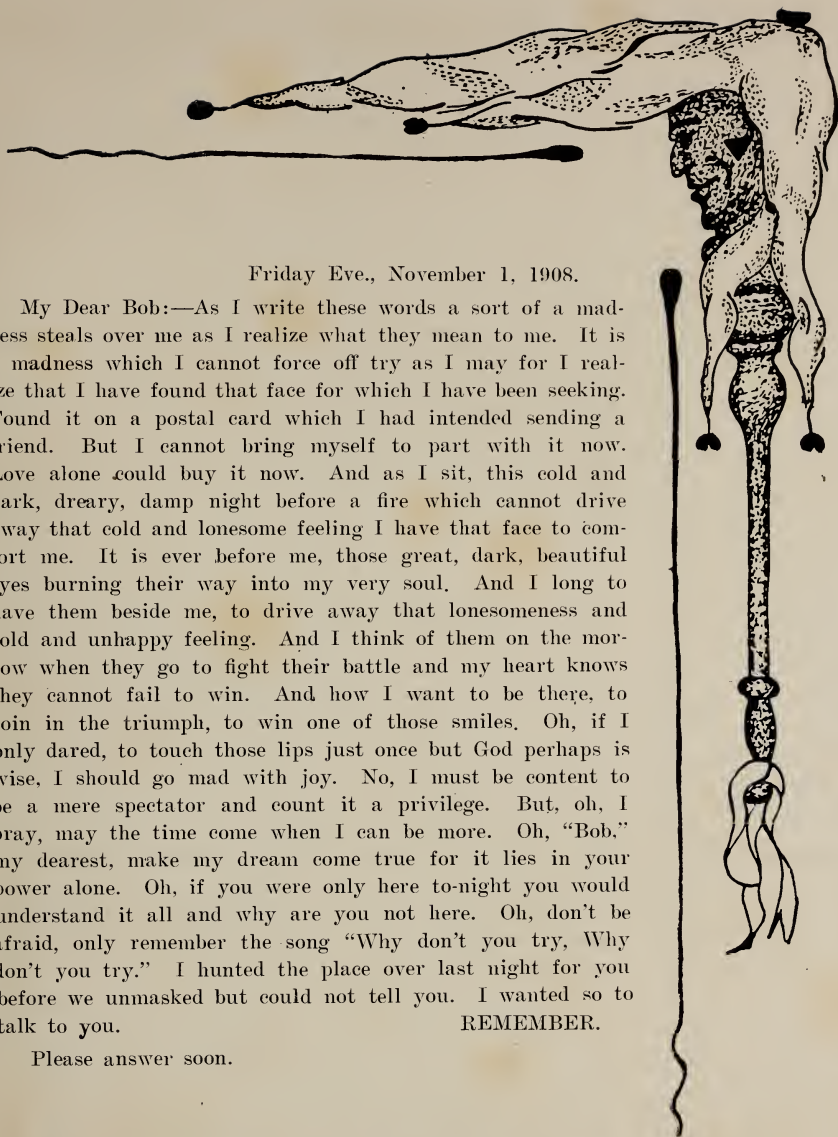 Friday Eve., November 1, 1908.
My Dear Bob:—As I write these words a sort of a mad-
ess steals over me as I realize what they mean to me. It is
madness which I cannot force off try as I may for I real-
ze that I have found that face for which I have been seeking.
ound it on a postal card which I had intended sending a
riend. But I cannot bring myself to part with it now.
ove alone could buy it now. And as I sit, this cold and
ark, dreary, damp night before a fire which cannot drive
way that cold and lonesome feeling I have that face to com-
ort me. It is ever before me, those great, dark, beautiful
yes burning their way into my very soul. And I long to
ave them beside me, to drive away that lonesomeness and
old and unhappy feeling. And I think of them on the mor-
ow when they go to fight their battle and my heart knows
hey cannot fail to win. And how I want to be there, to
oin in the triumph, to win one of those smiles. Oh, if I
only dared, to touch those lips just once but God perhaps is
wise, I should go mad with joy. No, I must be content to
be a mere spectator and count it a privilege. But, oh, I
pray, may the time come when I can be more. Oh, “Bob,”
my dearest, make my dream come true for it lies in your
power alone. Oh, if you were only here to-night you would
understand it all and why are you not here. Oh, don't be
afraid, only remember the song “Why don't you try, Why
don't you try.” I hunted the place over last night for you
before we unmasked but could not tell you. I wanted so to
talk to you. REMEMBER.
Please answer soon.